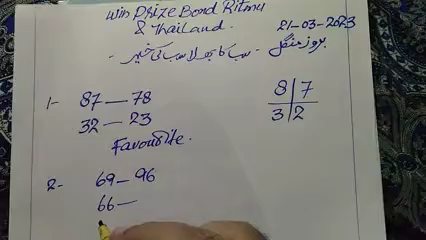 Win Prize Bond Ritmu
& Thailand.
21-03-2023
بروز منگل - سب کا بھلا سب کی خیر -
1- 87 — 78
32 — 23
8 | 7
3 | 2
Favourite.
2- 69 — 96
66 —